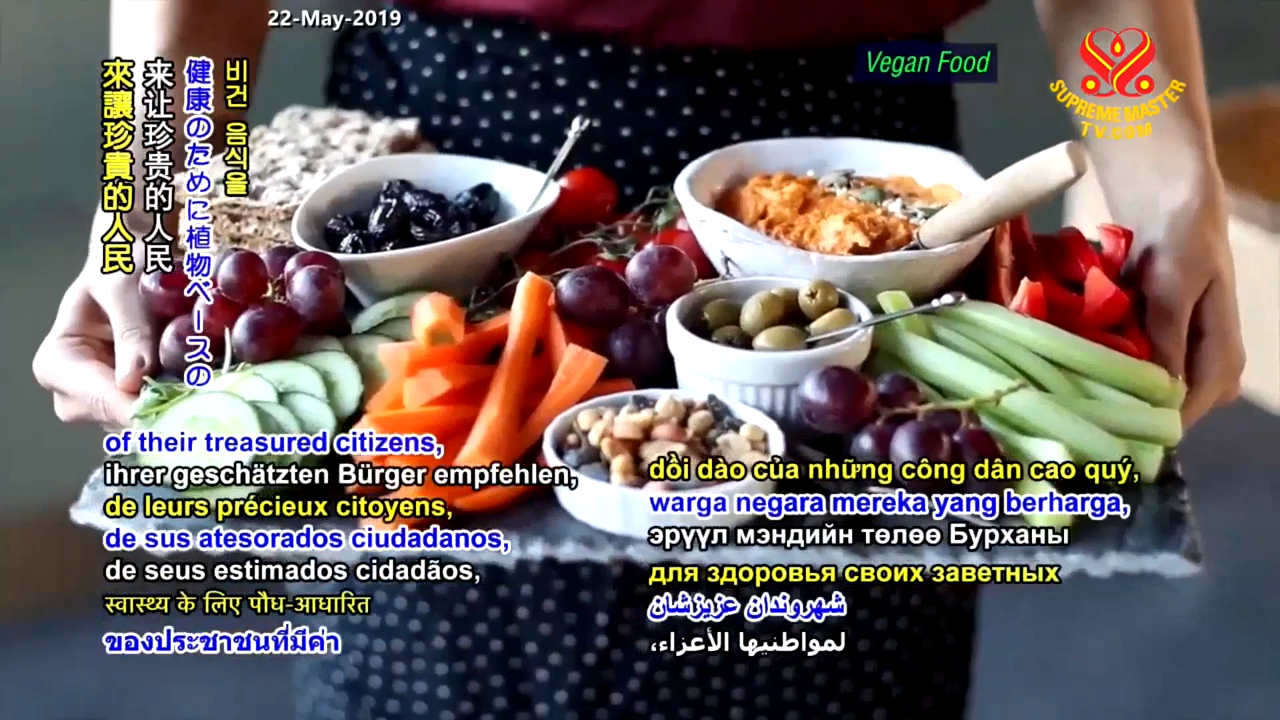 22-May-2019
Vegan Food
SUPREME MASTER
TV.COM
來讓珍貴的人民
来让珍贵的人民
健康のために植物ベースの
비건 음식을
of their treasured citizens,
ihrer geschätzten Bürger empfehlen,
de leurs précieux citoyens,
de sus atesorados ciudadanos,
de seus estimados cidadãos,
स्वास्थ्य के लिए पौध-आधारित
ของประชาชนที่มีค่า
dồi dào của những công dân cao quý,
warga negara mereka yang berharga,
эрүүл мэндийн төлөө Бурханы
для здоровья своих заветных
شهروندان عزیزشان
لمواطنيها الأعزاء،